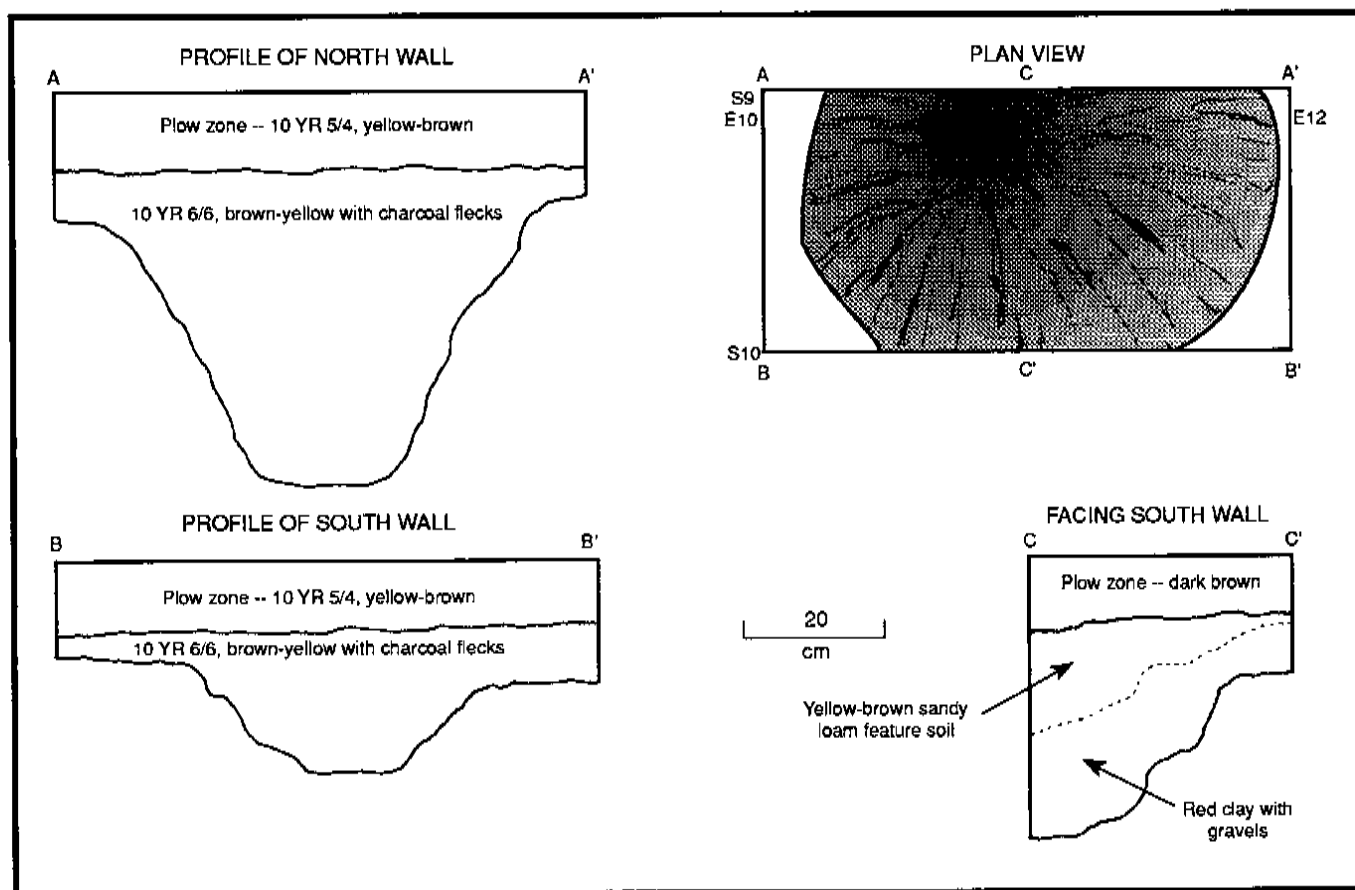 PROFILE OF NORTH WALL
A A'
Plow zone -- 10 YR 5/4, yellow-brown
10 YR 6/6, brown-yellow with charcoal flecks
PLAN VIEW
A C A'
S9
E10 E12
S10
B C' B'
PROFILE OF SOUTH WALL
B B'
Plow zone -- 10 YR 5/4, yellow-brown
10 YR 6/6, brown-yellow with charcoal flecks
20
cm
FACING SOUTH WALL
C C'
Plow zone -- dark brown
Yellow-brown sandy
loam feature soil
Red clay with
gravels